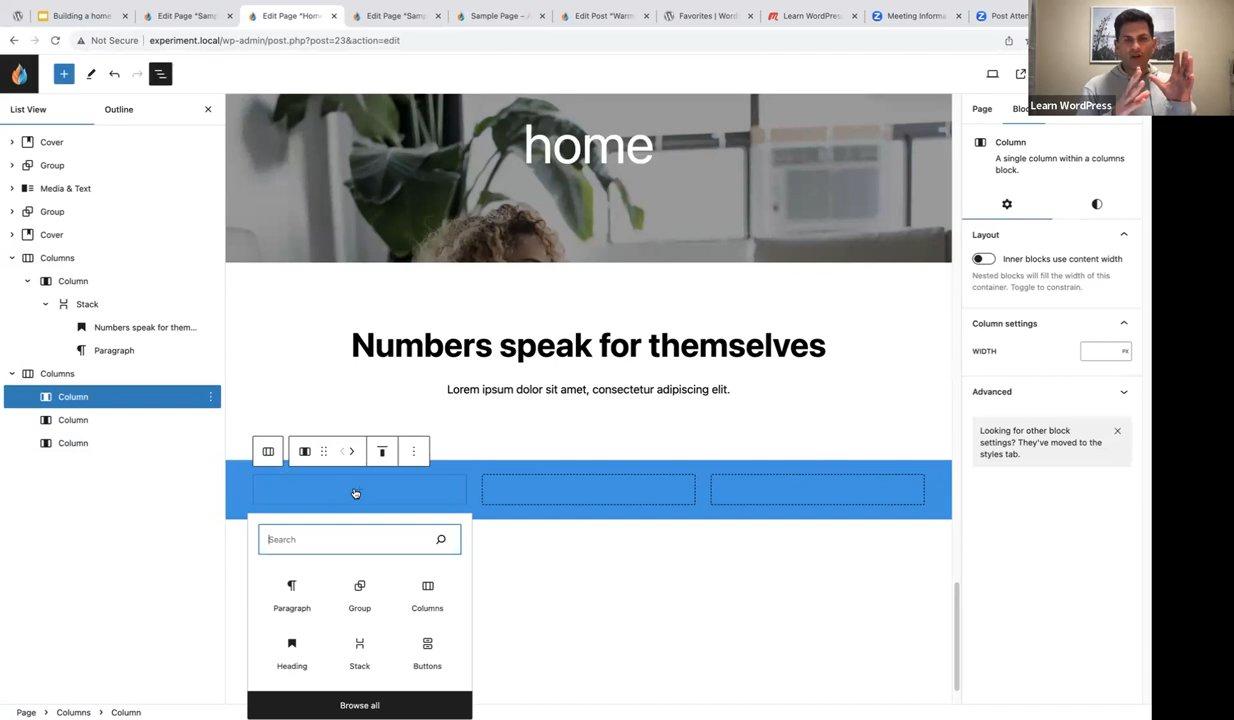 Building a home
Edit Page "Samp
Edit Page "Hom
Edit Page "Samp
Sample Page – A
Edit Post "Warm
Favorites | Word
Learn WordPress
Meeting Informa
Post Atten
Not Secure
experiment.local/wp-admin/post.php?post=23&action=edit
Learn WordPress
List View
Outline
Page
Bloc
Cover
Group
Media & Text
Group
Cover
Columns
Column
Stack
Numbers speak for them...
Paragraph
Columns
Column
Column
Column
home
Numbers speak for themselves
Lorem ipsum dolor sit amet, consectetur adipiscing elit.
Search
Paragraph
Group
Columns
Heading
Stack
Buttons
Browse all
Column
A single column within a columns
block.
Layout
Inner blocks use content width
Nested blocks will fill the width of this
container. Toggle to constrain.
Column settings
WIDTH
PX
Advanced
Looking for other block
settings? They've moved to the
styles tab.
Page
Columns
Column